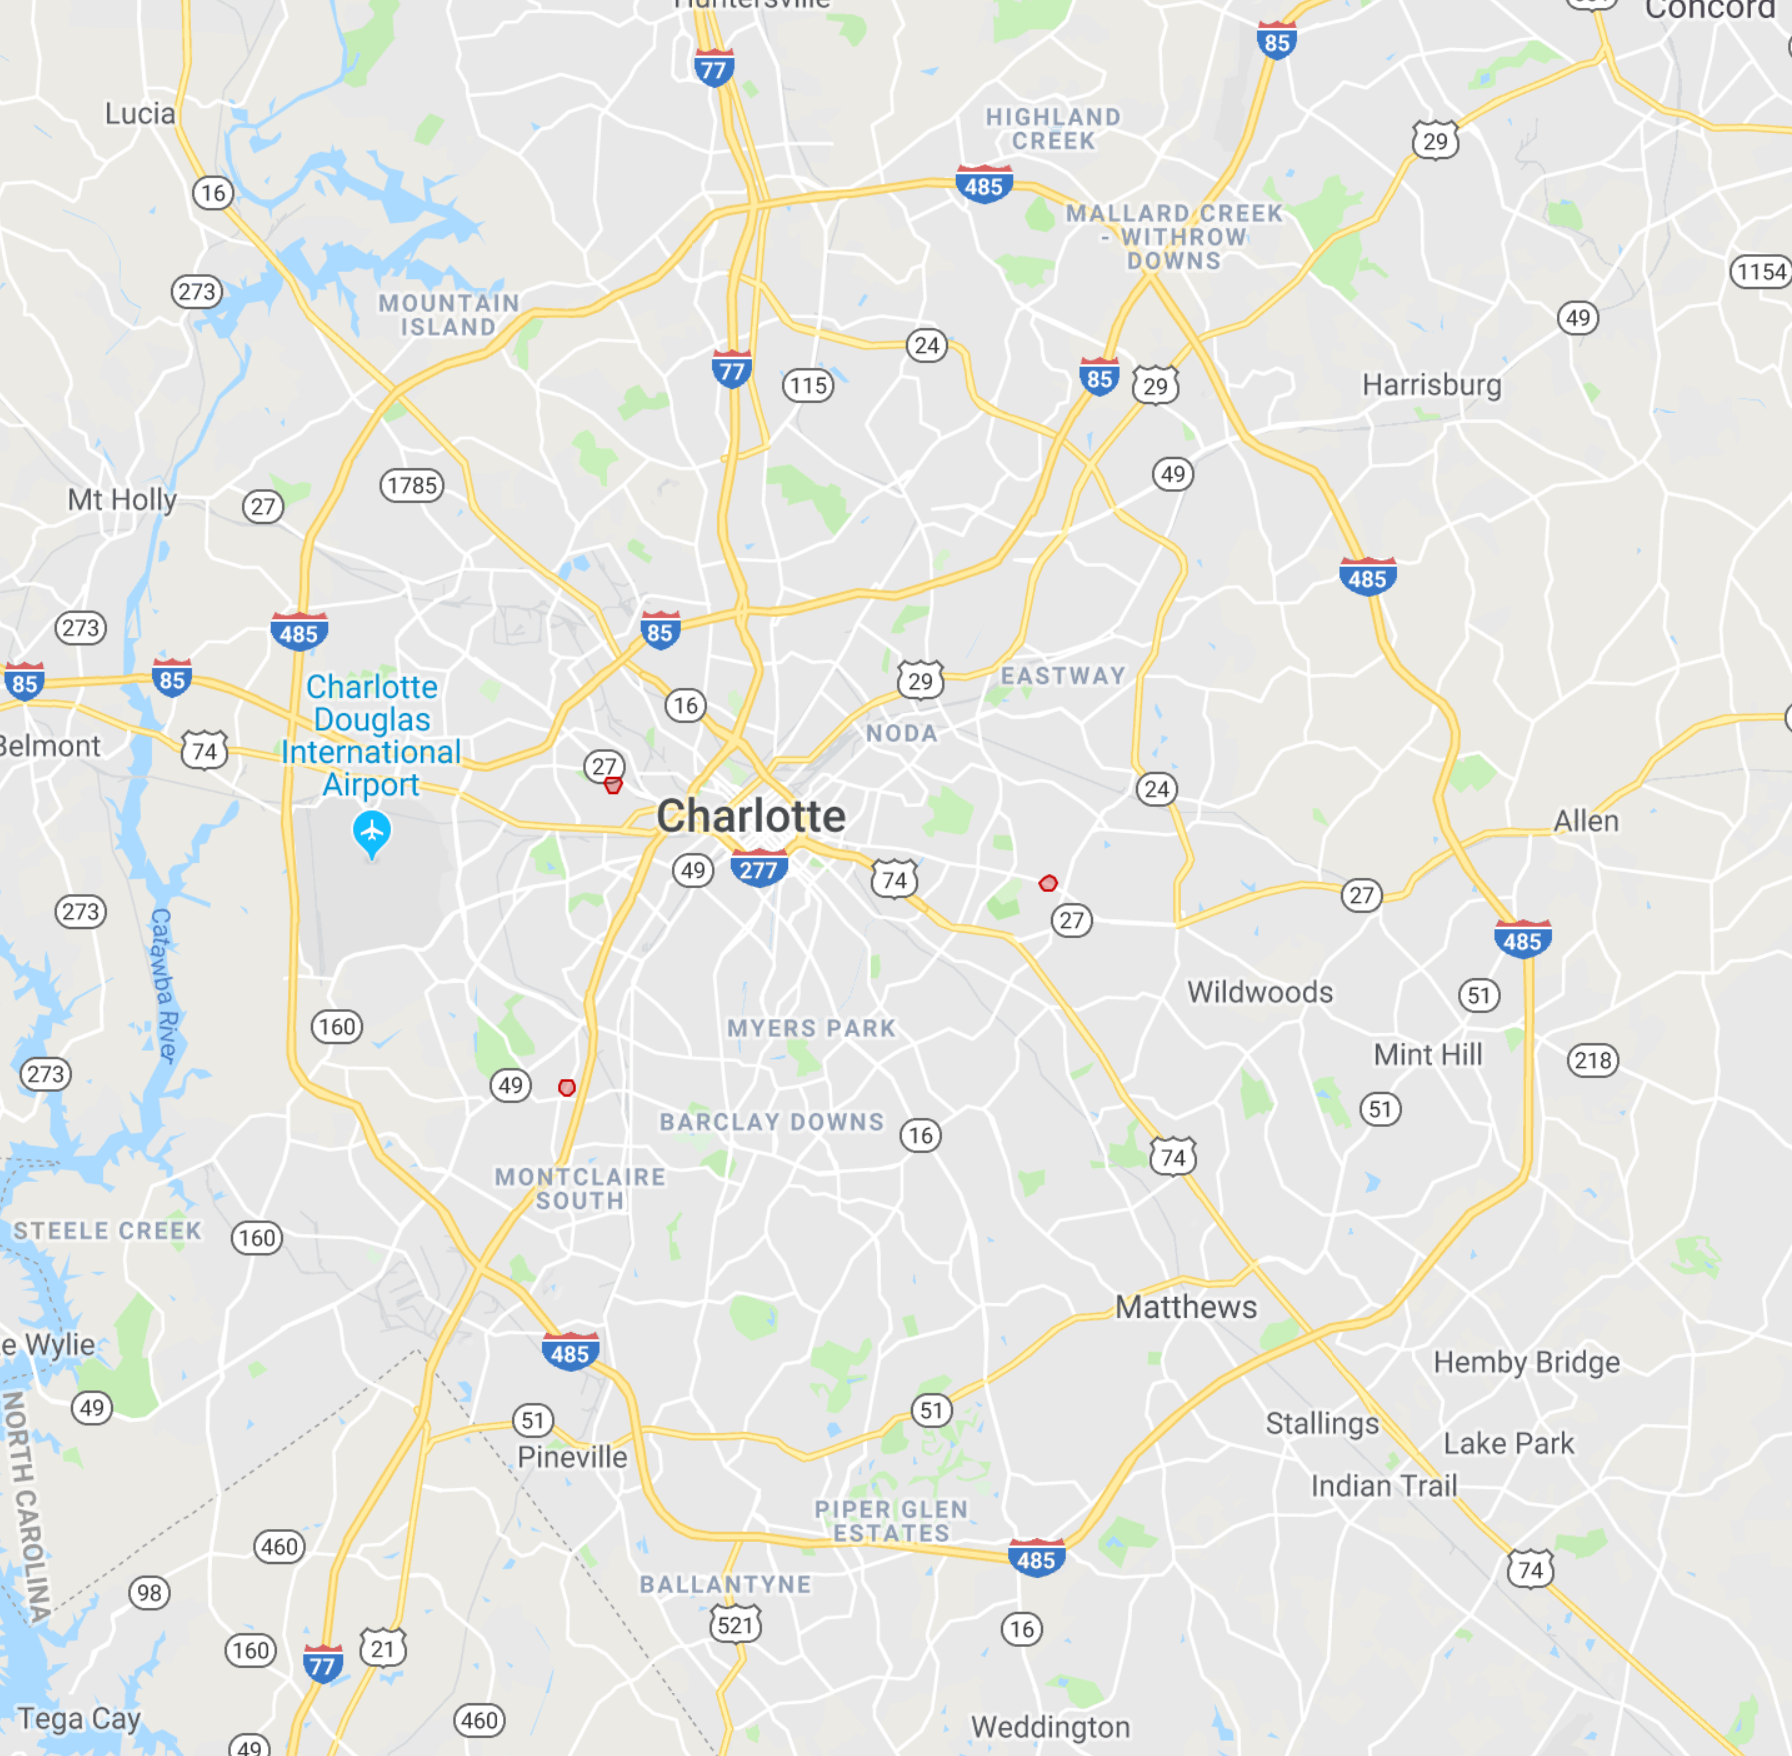 Huntersville
Concord
77
85
Lucia
HIGHLAND
CREEK
29
16
485
MALLARD CREEK
- WITHROW
DOWNS
273
1154
MOUNTAIN
ISLAND
49
24
77
115
85
29
Harrisburg
1785
49
Mt Holly
27
485
273
485
85
EASTWAY
85
85
29
Charlotte
Douglas
International
Airport
16
NODA
Belmont
74
27
24
Charlotte
Allen
49
277
74
27
273
27
485
Catawba River
Wildwoods
51
160
MYERS PARK
Mint Hill
218
273
49
51
BARCLAY DOWNS
16
74
MONTCLAIRE
SOUTH
STEELE CREEK
160
Matthews
e Wylie
485
Hemby Bridge
49
51
51
Stallings
Lake Park
Pineville
Indian Trail
NORTH CAROLINA
PIPER GLEN
ESTATES
460
485
74
98
BALLANTYNE
521
16
160
21
77
Tega Cay
460
Weddington
49